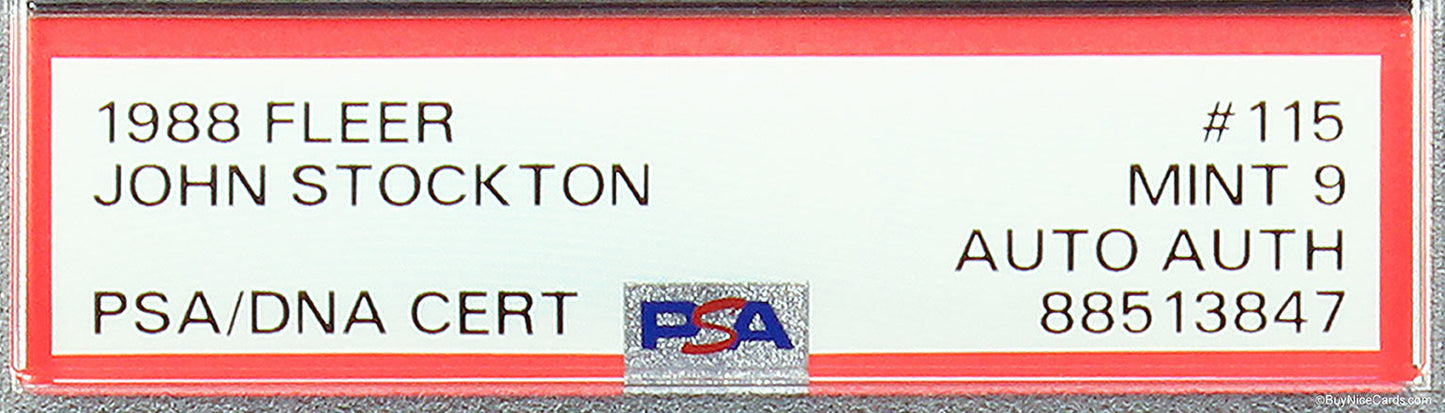 1988 FLEER #115
JOHN STOCKTON MINT 9
AUTO AUTH
PSA/DNA CERT 88513847
PSA
©BuyNiceCards.com